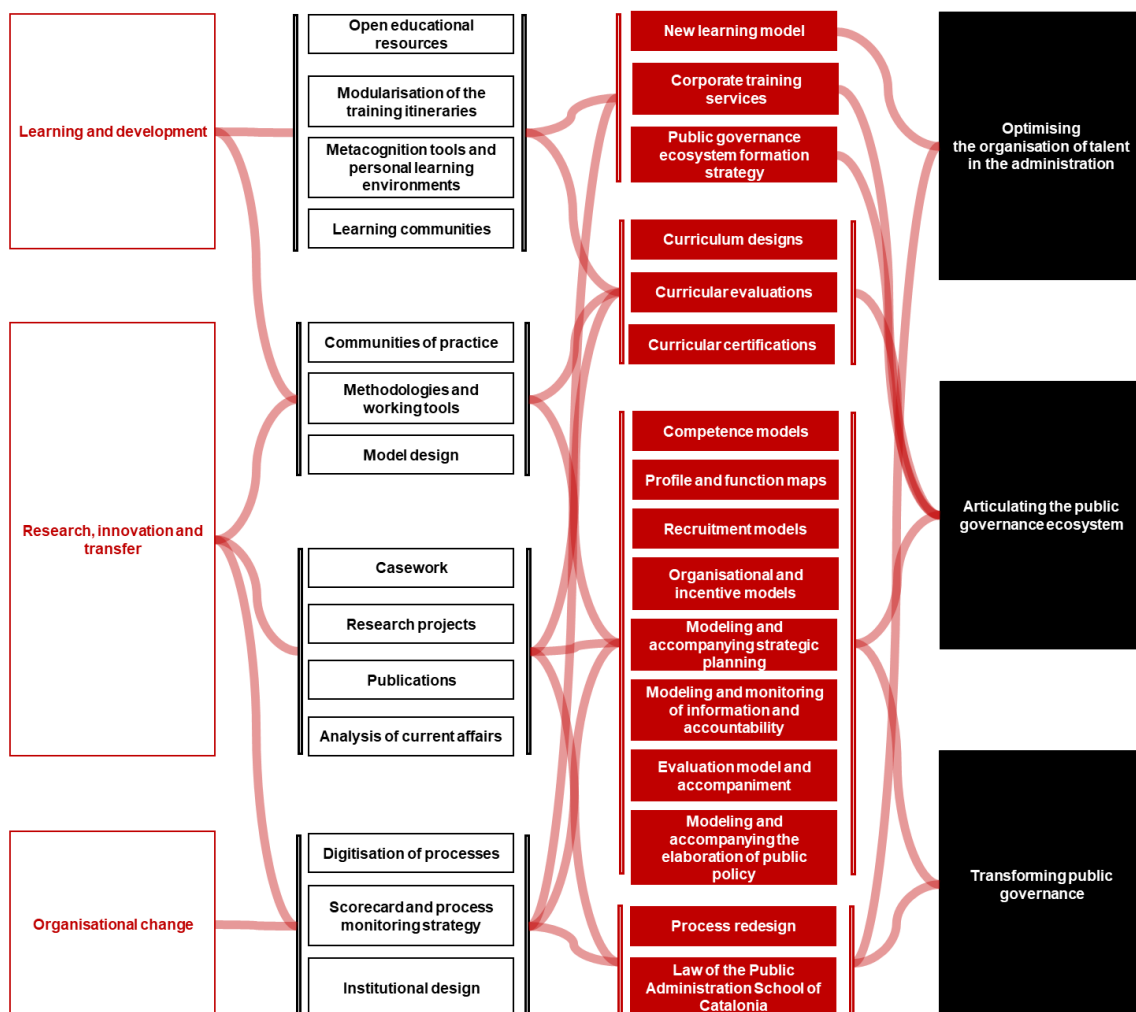 Learning and development
Research, innovation and
transfer
Organisational change
Open educational
resources
Modularisation of the
training itineraries
Metacognition tools and
personal learning
environments
Learning communities
Communities of practice
Methodologies and
working tools
Model design
Casework
Research projects
Publications
Analysis of current affairs
Digitisation of processes
Scorecard and process
monitoring strategy
Institutional design
New learning model
Corporate training
services
Public governance
ecosystem formation
strategy
Curriculum designs
Curricular evaluations
Curricular certifications
Competence models
Profile and function maps
Recruitment models
Organisational and
incentive models
Modeling and
accompanying strategic
planning
Modeling and monitoring
of information and
accountability
Evaluation model and
accompaniment
Modeling and
accompanying the
elaboration of public
policy
Process redesign
Law of the Public
Administration School of
Catalonia
Optimising
the organisation of talent
in the administration
Articulating the public
governance ecosystem
Transforming public
governance